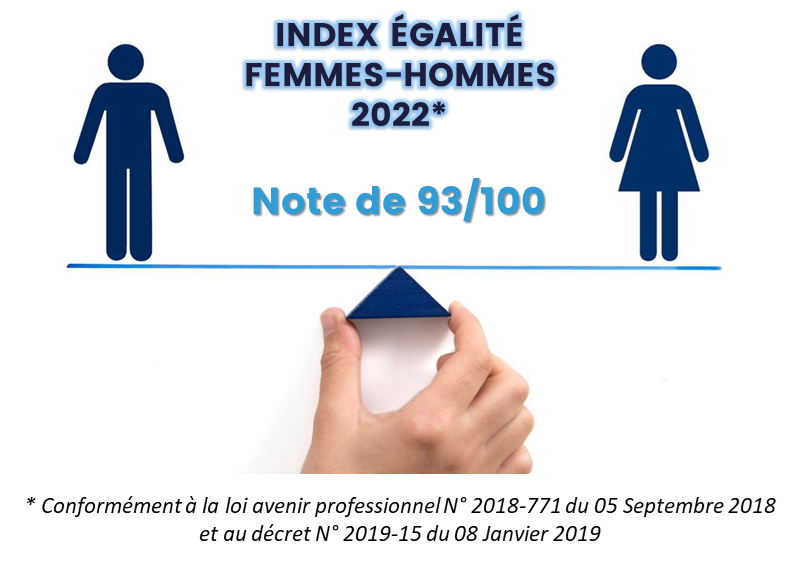 INDEX ÉGALITÉ
FEMMES-HOMMES
2022*
Note de 93/100
* Conformément à la loi avenir professionnel N° 2018-771 du 05 Septembre 2018
et au décret N° 2019-15 du 08 Janvier 2019